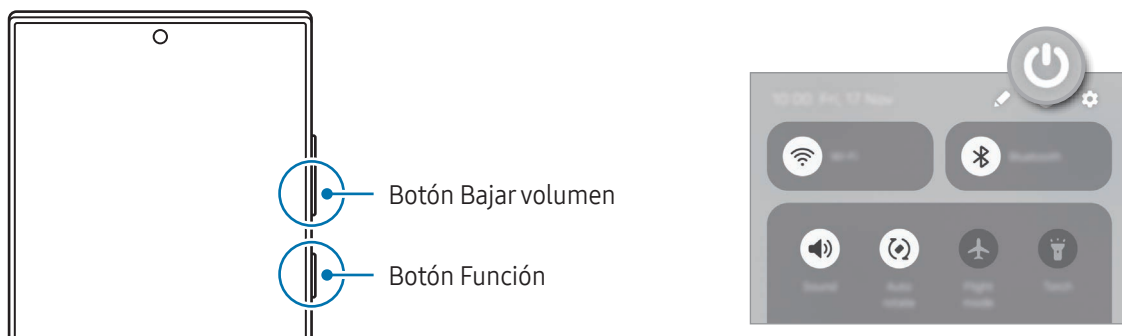 Botón Bajar volumen
Botón Función
10:00 Fri, 17 Nov
Wi-Fi
Bluetooth
Sound
Auto rotate
Flight mode
Torch